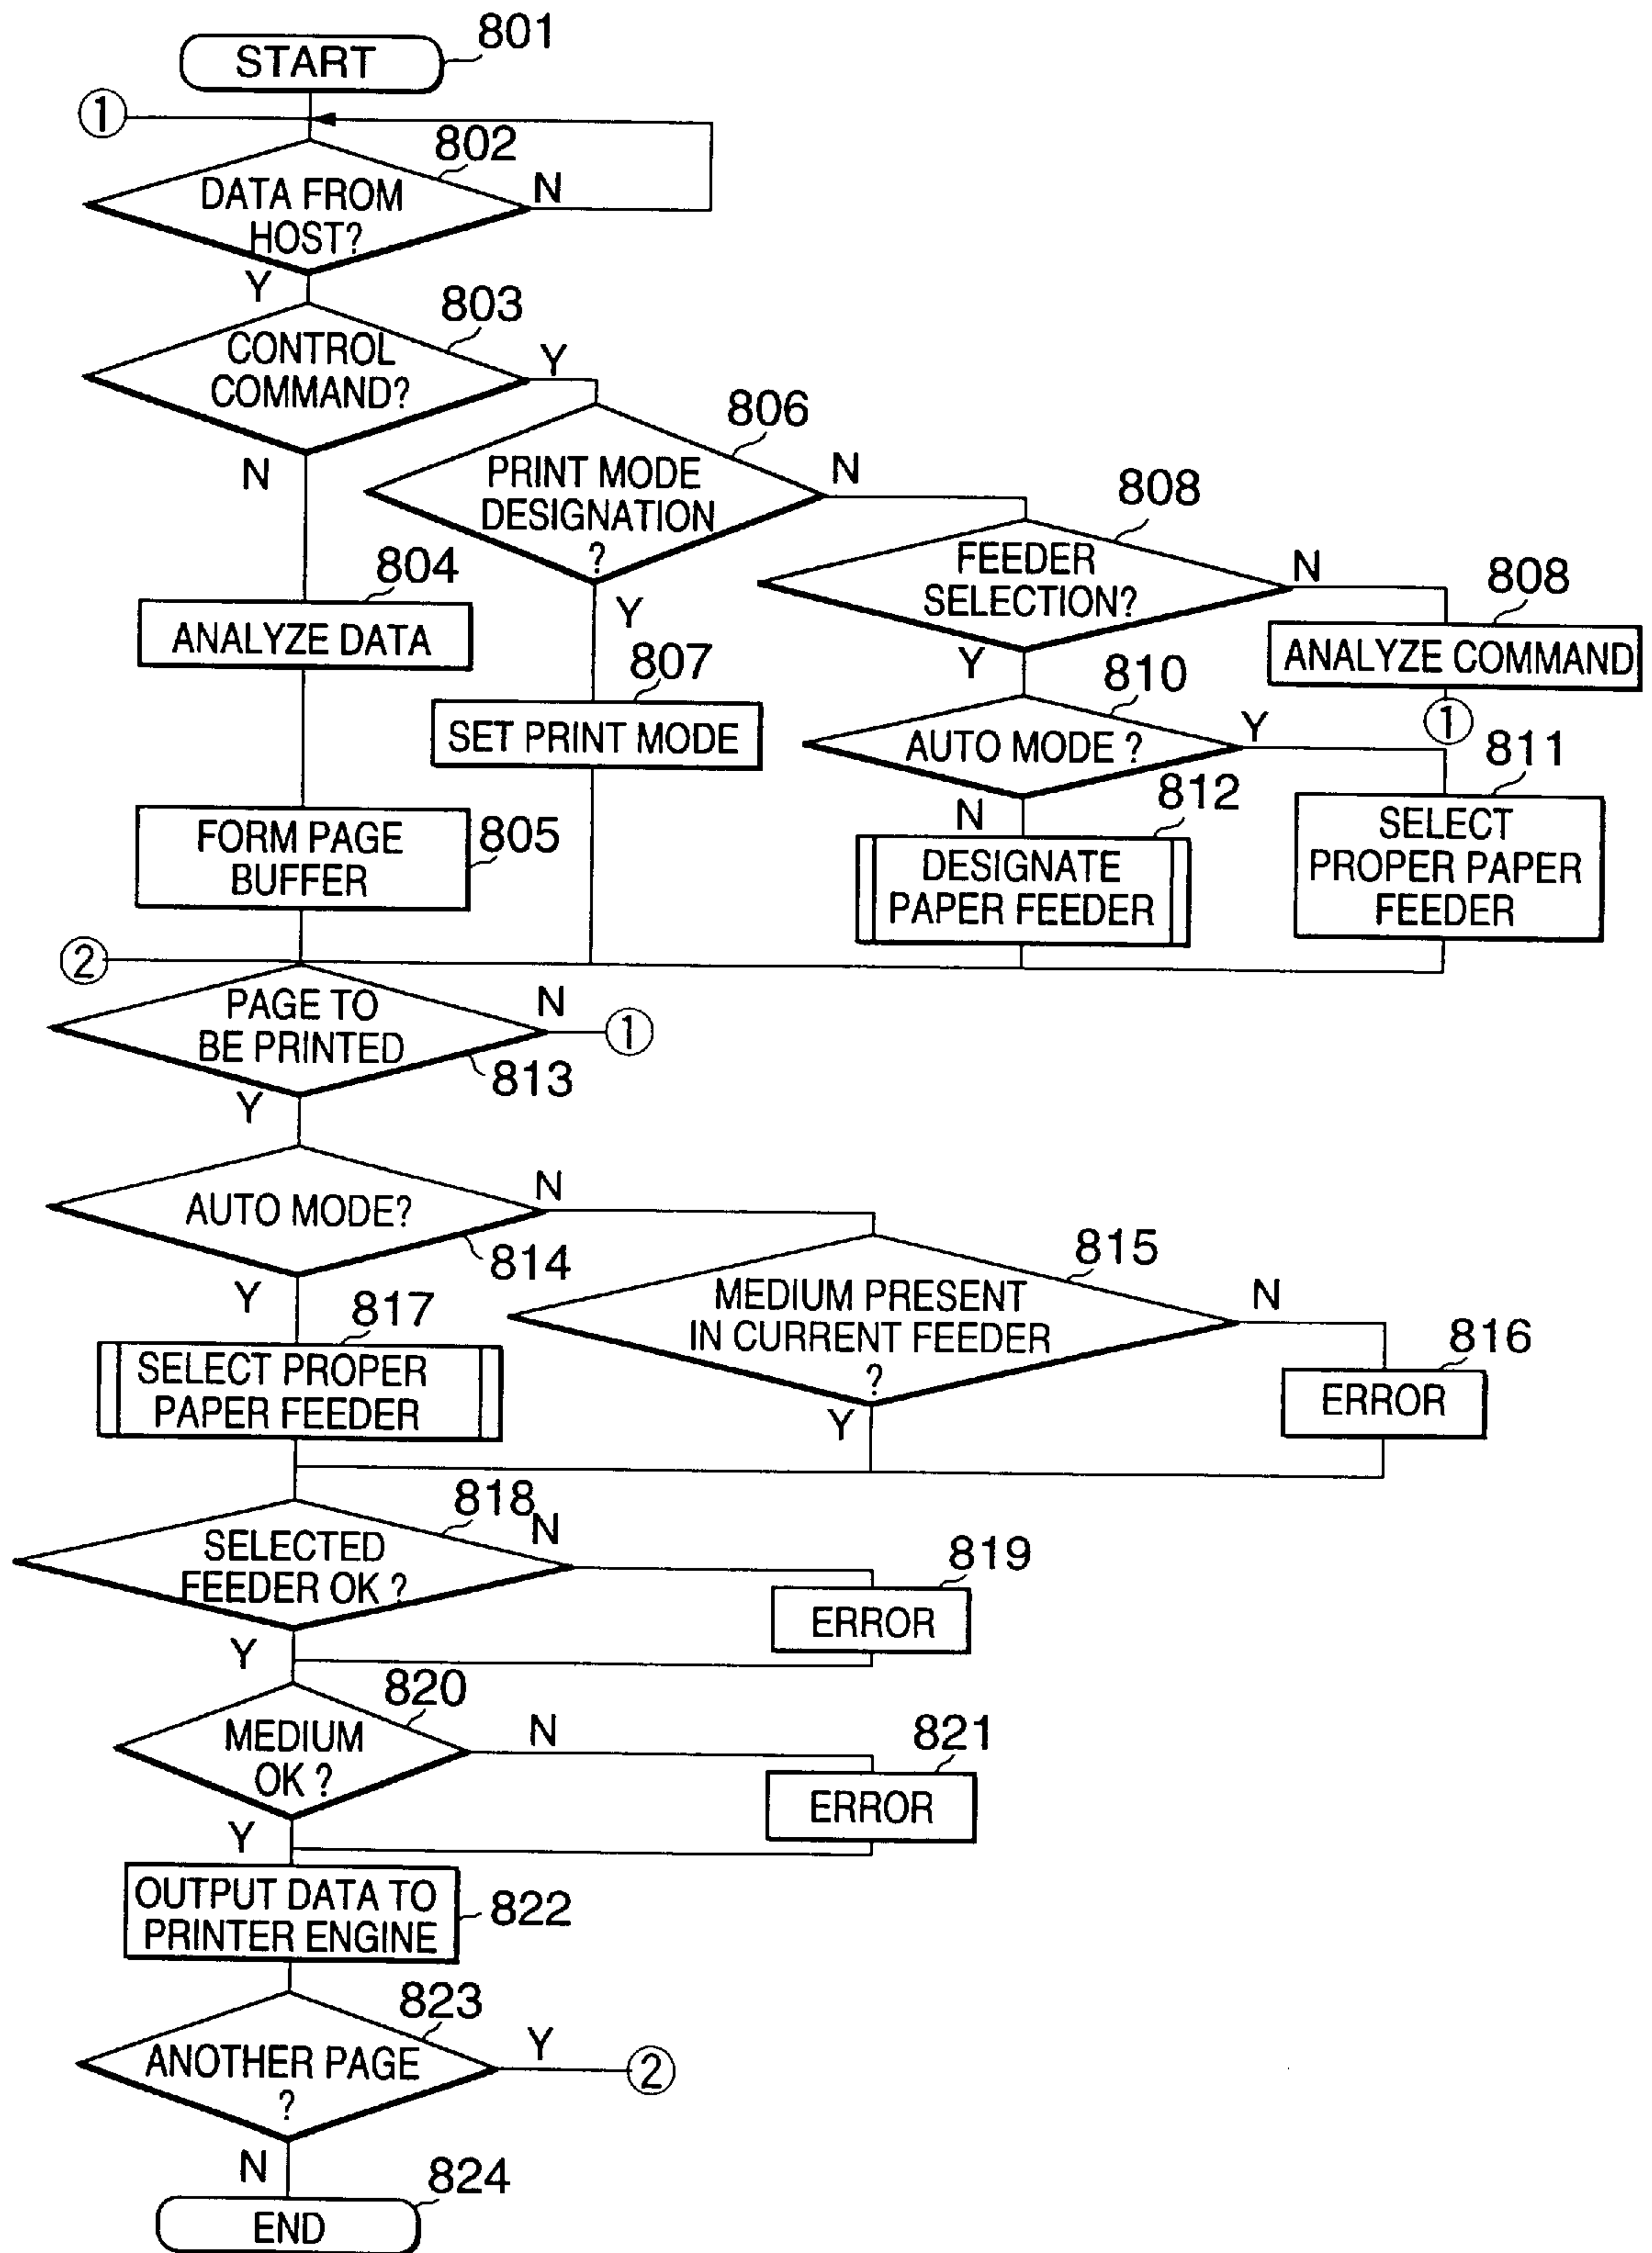 801
START
①
802
DATA FROM
HOST?
N
Y
803
CONTROL
COMMAND?
Y
N
806
PRINT MODE
DESIGNATION
?
N
Y
808
FEEDER
SELECTION?
N
Y
808
ANALYZE COMMAND
①
804
ANALYZE DATA
807
SET PRINT MODE
810
AUTO MODE ?
Y
N
811
SELECT
PROPER PAPER
FEEDER
812
DESIGNATE
PAPER FEEDER
FORM PAGE
BUFFER
805
②
PAGE TO
BE PRINTED
N
①
813
Y
AUTO MODE?
N
814
Y
815
MEDIUM PRESENT
IN CURRENT FEEDER
?
N
Y
816
ERROR
817
SELECT PROPER
PAPER FEEDER
818
SELECTED
FEEDER OK ?
N
Y
819
ERROR
820
MEDIUM
OK ?
N
Y
821
ERROR
OUTPUT DATA TO
PRINTER ENGINE
822
823
ANOTHER PAGE
?
Y
②
N
824
END